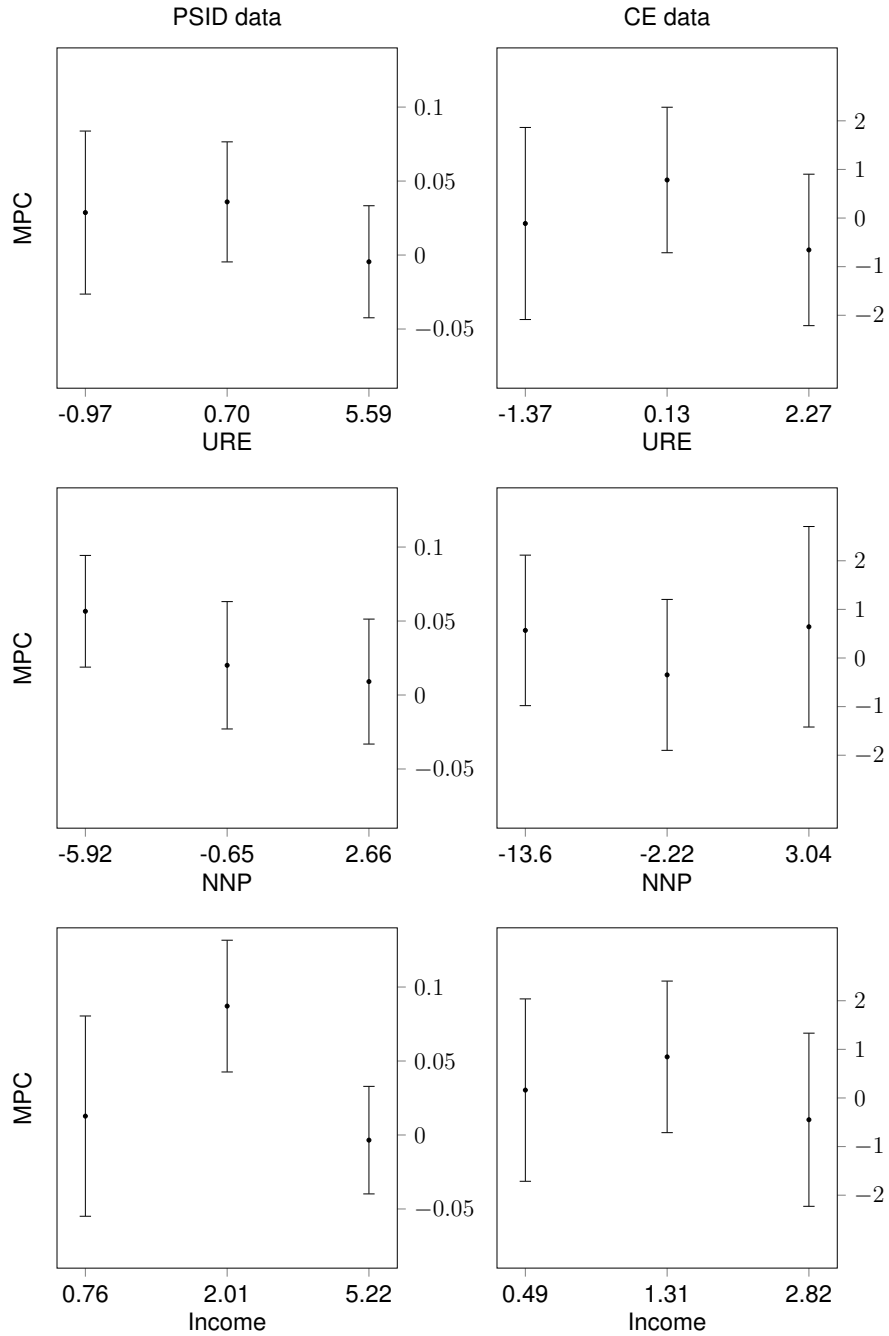 PSID data
CE data
MPC
0.1
0.05
0
−0.05
-0.97 0.70 5.59
URE
2
1
0
−1
−2
-1.37 0.13 2.27
URE
MPC
0.1
0.05
0
−0.05
-5.92 -0.65 2.66
NNP
2
1
0
−1
−2
-13.6 -2.22 3.04
NNP
MPC
0.1
0.05
0
−0.05
0.76 2.01 5.22
Income
2
1
0
−1
−2
0.49 1.31 2.82
Income